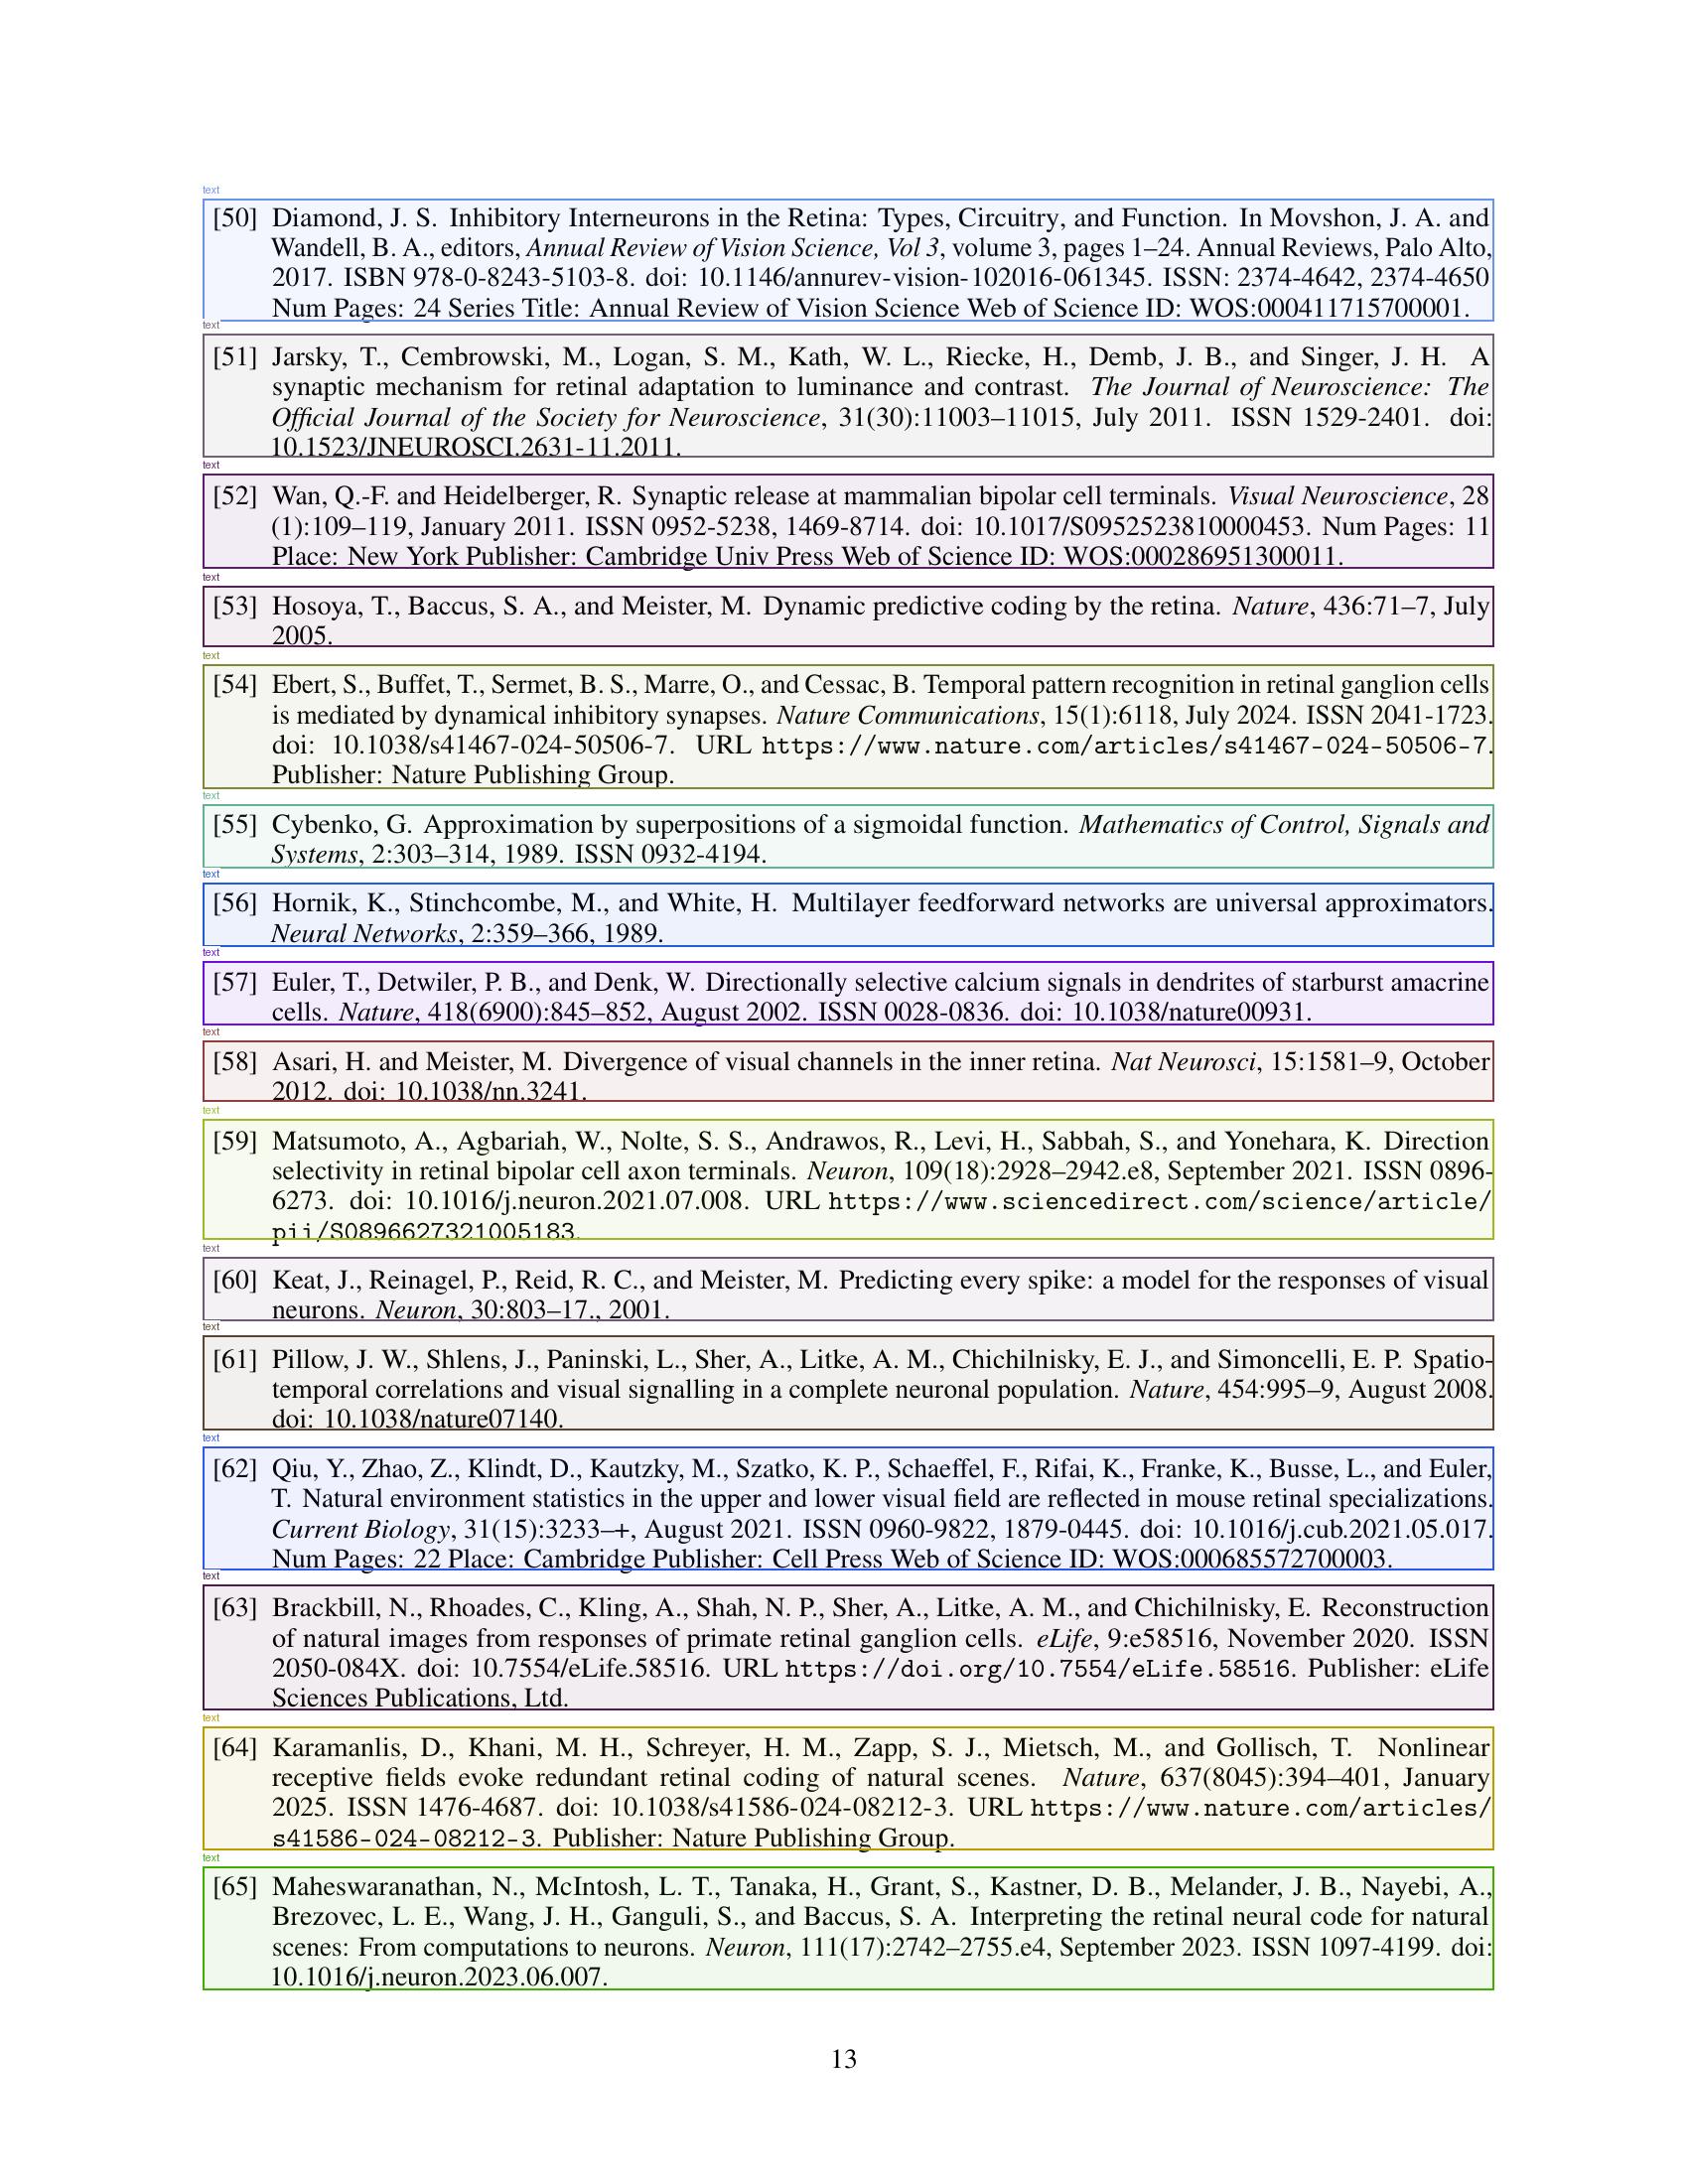 text
[50] Diamond, J. S. Inhibitory Interneurons in the Retina: Types, Circuitry, and Function. In Movshon, J. A. and
Wandell, B. A., editors, Annual Review of Vision Science, Vol 3, volume 3, pages 1–24. Annual Reviews, Palo Alto,
2017. ISBN 978-0-8243-5103-8. doi: 10.1146/annurev-vision-102016-061345. ISSN: 2374-4642, 2374-4650
Num Pages: 24 Series Title: Annual Review of Vision Science Web of Science ID: WOS:000411715700001.
text
[51] Jarsky, T., Cembrowski, M., Logan, S. M., Kath, W. L., Riecke, H., Demb, J. B., and Singer, J. H. A
synaptic mechanism for retinal adaptation to luminance and contrast. The Journal of Neuroscience: The
Official Journal of the Society for Neuroscience, 31(30):11003–11015, July 2011. ISSN 1529-2401. doi:
10.1523/JNEUROSCI.2631-11.2011.
text
[52] Wan, Q.-F. and Heidelberger, R. Synaptic release at mammalian bipolar cell terminals. Visual Neuroscience, 28
(1):109–119, January 2011. ISSN 0952-5238, 1469-8714. doi: 10.1017/S0952523810000453. Num Pages: 11
Place: New York Publisher: Cambridge Univ Press Web of Science ID: WOS:000286951300011.
text
[53] Hosoya, T., Baccus, S. A., and Meister, M. Dynamic predictive coding by the retina. Nature, 436:71–7, July
2005.
text
[54] Ebert, S., Buffet, T., Sermet, B. S., Marre, O., and Cessac, B. Temporal pattern recognition in retinal ganglion cells
is mediated by dynamical inhibitory synapses. Nature Communications, 15(1):6118, July 2024. ISSN 2041-1723.
doi: 10.1038/s41467-024-50506-7. URL https://www.nature.com/articles/s41467-024-50506-7.
Publisher: Nature Publishing Group.
text
[55] Cybenko, G. Approximation by superpositions of a sigmoidal function. Mathematics of Control, Signals and
Systems, 2:303–314, 1989. ISSN 0932-4194.
text
[56] Hornik, K., Stinchcombe, M., and White, H. Multilayer feedforward networks are universal approximators.
Neural Networks, 2:359–366, 1989.
text
[57] Euler, T., Detwiler, P. B., and Denk, W. Directionally selective calcium signals in dendrites of starburst amacrine
cells. Nature, 418(6900):845–852, August 2002. ISSN 0028-0836. doi: 10.1038/nature00931.
text
[58] Asari, H. and Meister, M. Divergence of visual channels in the inner retina. Nat Neurosci, 15:1581–9, October
2012. doi: 10.1038/nn.3241.
text
[59] Matsumoto, A., Agbariah, W., Nolte, S. S., Andrawos, R., Levi, H., Sabbah, S., and Yonehara, K. Direction
selectivity in retinal bipolar cell axon terminals. Neuron, 109(18):2928–2942.e8, September 2021. ISSN 0896-
6273. doi: 10.1016/j.neuron.2021.07.008. URL https://www.sciencedirect.com/science/article/
pii/S0896627321005183.
text
[60] Keat, J., Reinagel, P., Reid, R. C., and Meister, M. Predicting every spike: a model for the responses of visual
neurons. Neuron, 30:803–17., 2001.
text
[61] Pillow, J. W., Shlens, J., Paninski, L., Sher, A., Litke, A. M., Chichilnisky, E. J., and Simoncelli, E. P. Spatio-
temporal correlations and visual signalling in a complete neuronal population. Nature, 454:995–9, August 2008.
doi: 10.1038/nature07140.
text
[62] Qiu, Y., Zhao, Z., Klindt, D., Kautzky, M., Szatko, K. P., Schaeffel, F., Rifai, K., Franke, K., Busse, L., and Euler,
T. Natural environment statistics in the upper and lower visual field are reflected in mouse retinal specializations.
Current Biology, 31(15):3233–+, August 2021. ISSN 0960-9822, 1879-0445. doi: 10.1016/j.cub.2021.05.017.
Num Pages: 22 Place: Cambridge Publisher: Cell Press Web of Science ID: WOS:000685572700003.
text
[63] Brackbill, N., Rhoades, C., Kling, A., Shah, N. P., Sher, A., Litke, A. M., and Chichilnisky, E. Reconstruction
of natural images from responses of primate retinal ganglion cells. eLife, 9:e58516, November 2020. ISSN
2050-084X. doi: 10.7554/eLife.58516. URL https://doi.org/10.7554/eLife.58516. Publisher: eLife
Sciences Publications, Ltd.
text
[64] Karamanlis, D., Khani, M. H., Schreyer, H. M., Zapp, S. J., Mietsch, M., and Gollisch, T. Nonlinear
receptive fields evoke redundant retinal coding of natural scenes. Nature, 637(8045):394–401, January
2025. ISSN 1476-4687. doi: 10.1038/s41586-024-08212-3. URL https://www.nature.com/articles/
s41586-024-08212-3. Publisher: Nature Publishing Group.
text
[65] Maheswaranathan, N., McIntosh, L. T., Tanaka, H., Grant, S., Kastner, D. B., Melander, J. B., Nayebi, A.,
Brezovec, L. E., Wang, J. H., Ganguli, S., and Baccus, S. A. Interpreting the retinal neural code for natural
scenes: From computations to neurons. Neuron, 111(17):2742–2755.e4, September 2023. ISSN 1097-4199. doi:
10.1016/j.neuron.2023.06.007.
13